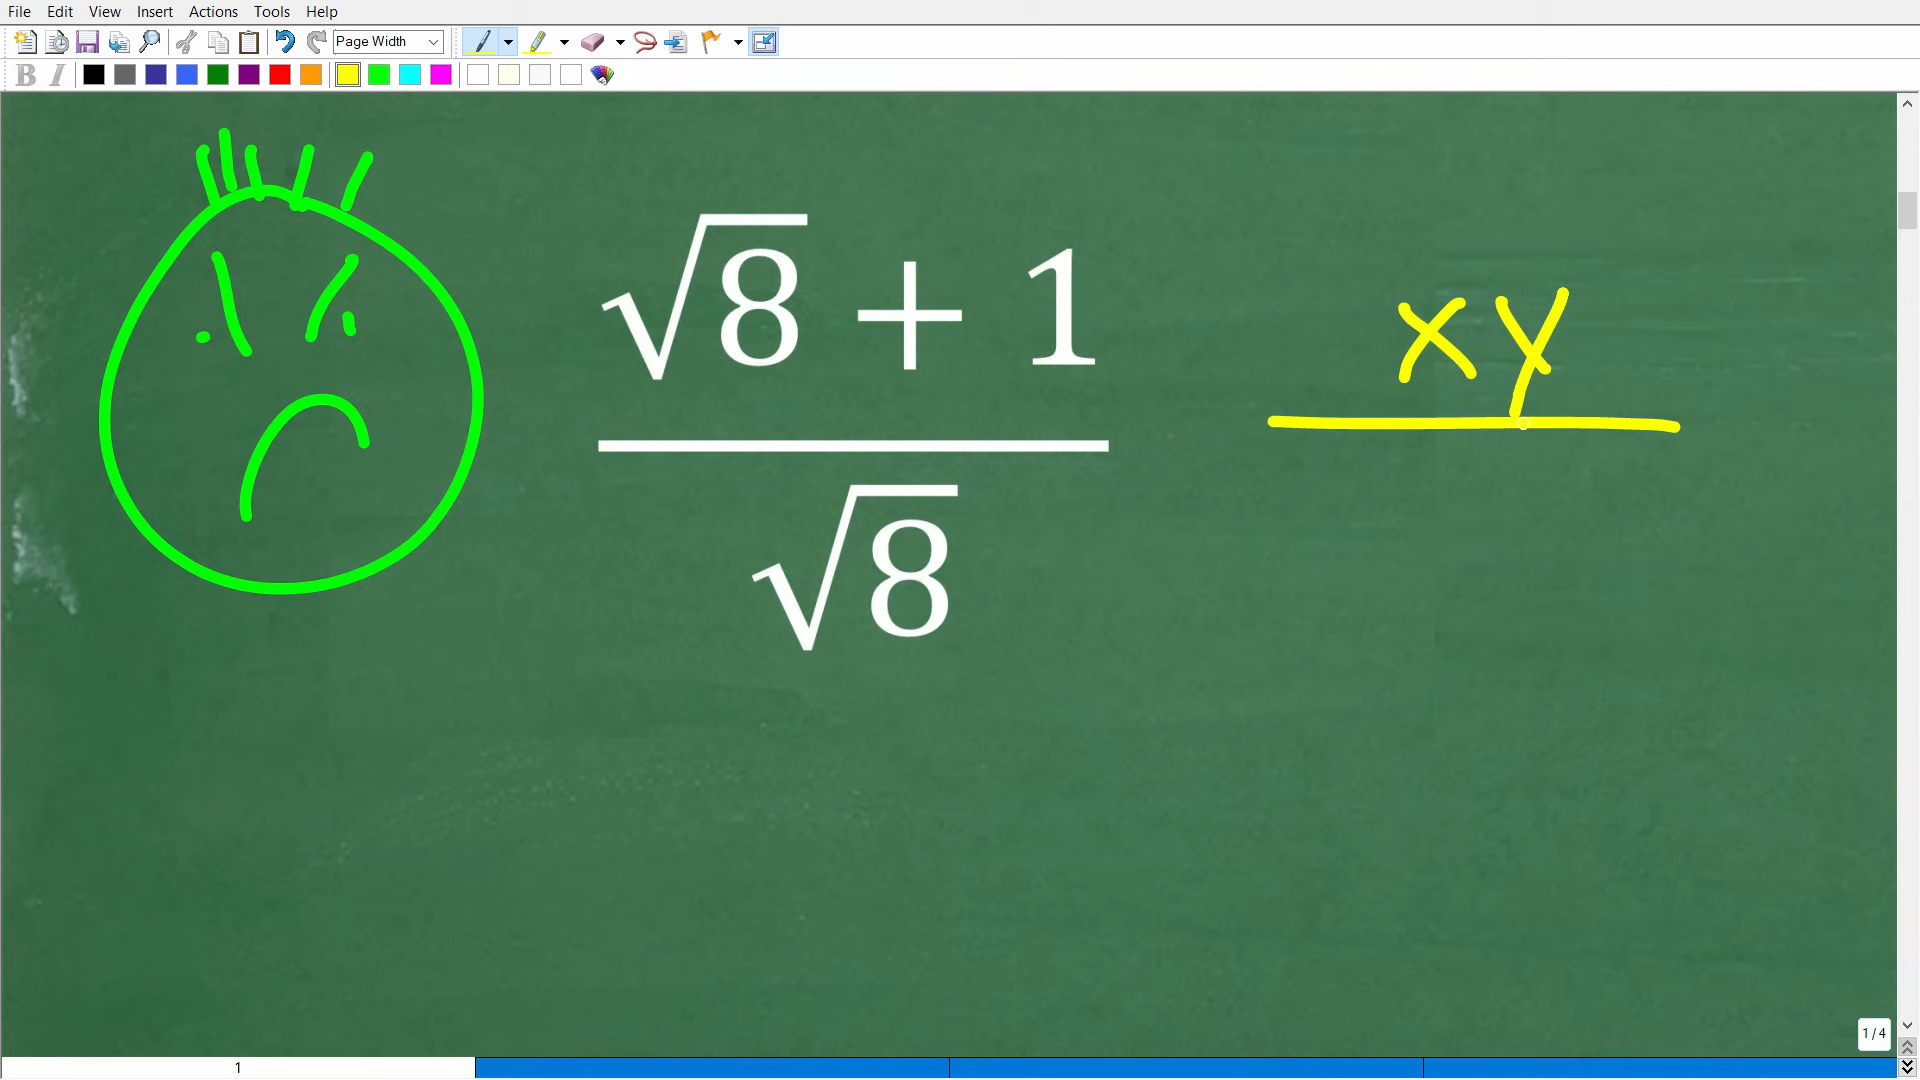 File Edit View Insert Actions Tools Help
Page Width
B I
√8 + 1
√8
xy
1 / 4
1